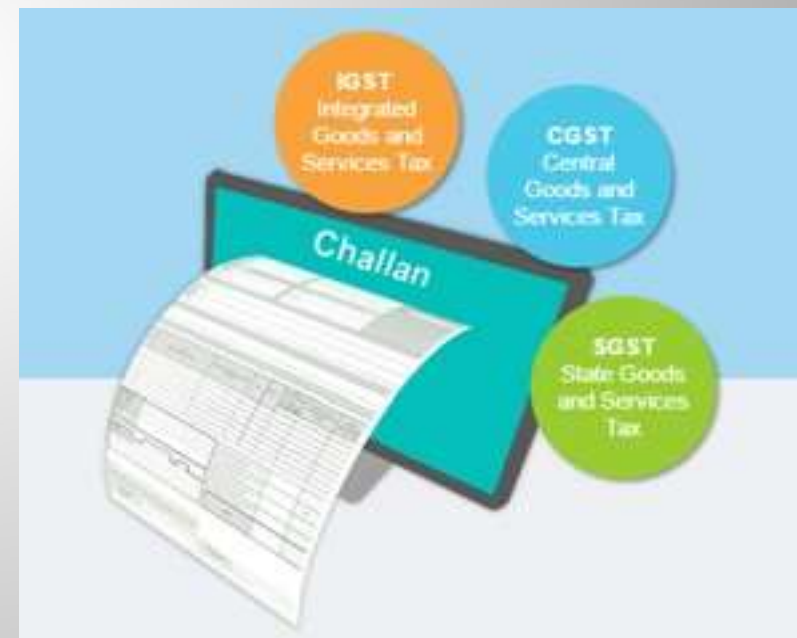 IGST
Integrated
Goods and
Services Tax
CGST
Central
Goods and
Services Tax
Challan
SGST
State Goods
and Services
Tax